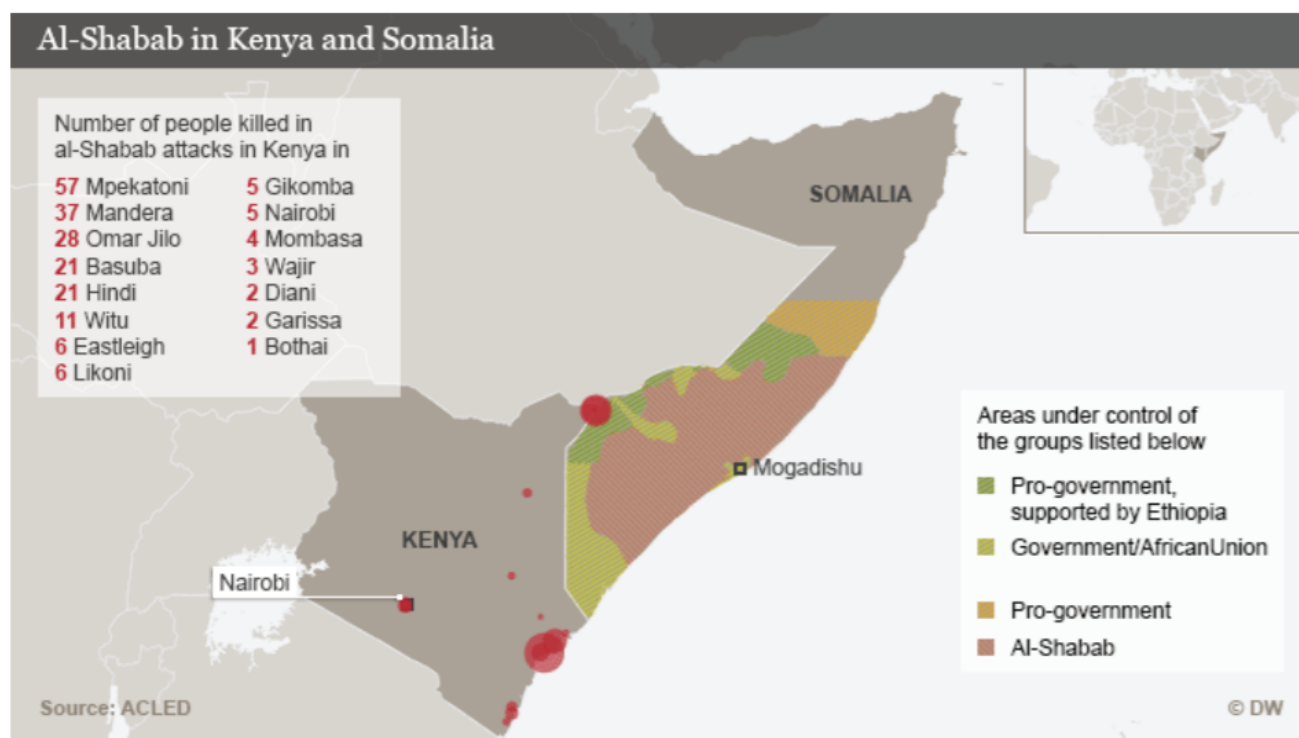 Al-Shabab in Kenya and Somalia
Number of people killed in
al-Shabab attacks in Kenya in
57 Mpekatoni
37 Mandera
28 Omar Jilo
21 Basuba
21 Hindi
11 Witu
6 Eastleigh
6 Likoni
5 Gikomba
5 Nairobi
4 Mombasa
3 Wajir
2 Diani
2 Garissa
1 Bothai
SOMALIA
Mogadishu
KENYA
Nairobi
Areas under control of
the groups listed below
Pro-government,
supported by Ethiopia
Government/AfricanUnion
Pro-government
Al-Shabab
Source: ACLED
© DW